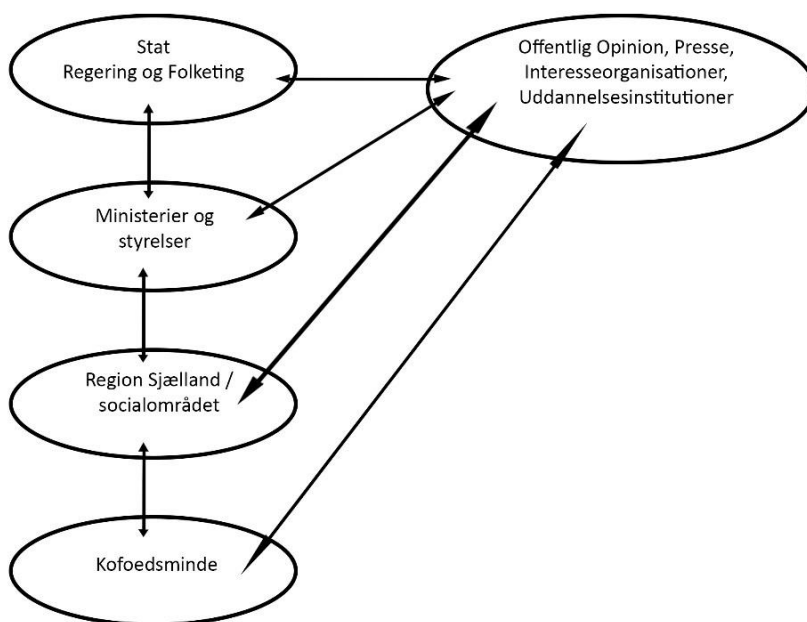 Stat
Regering og Folketing
Offentlig Opinion, Presse,
Interesseorganisationer,
Uddannelsesinstitutioner
Ministerier og
styrelser
Region Sjælland /
socialområdet
Kofoedsminde